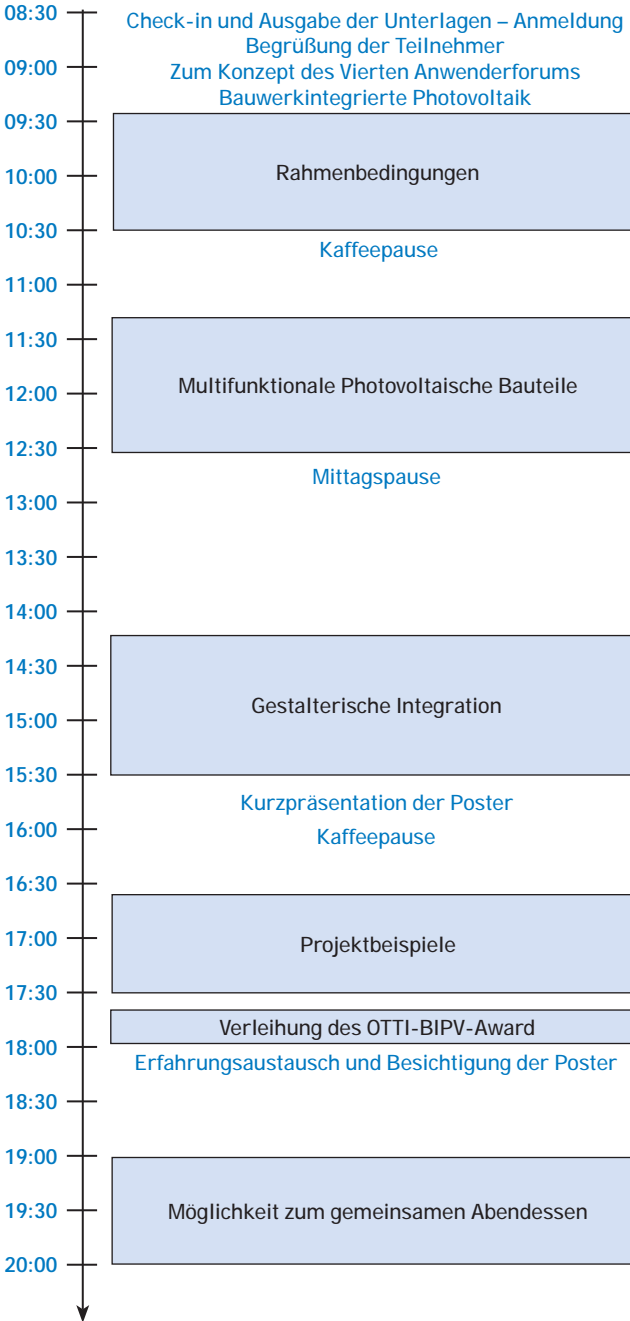 08:30 Check-in und Ausgabe der Unterlagen – Anmeldung
Begrüßung der Teilnehmer
09:00 Zum Konzept des Vierten Anwenderforums
Bauwerkintegrierte Photovoltaik
09:30
10:00 Rahmenbedingungen
10:30
Kaffeepause
11:00
11:30
12:00 Multifunktionale Photovoltaische Bauteile
12:30
Mittagspause
13:00
13:30
14:00
14:30
15:00 Gestalterische Integration
15:30
Kurzpräsentation der Poster
16:00 Kaffeepause
16:30
17:00 Projektbeispiele
17:30
Verleihung des OTTI-BIPV-Award
18:00
Erfahrungsaustausch und Besichtigung der Poster
18:30
19:00
19:30 Möglichkeit zum gemeinsamen Abendessen
20:00